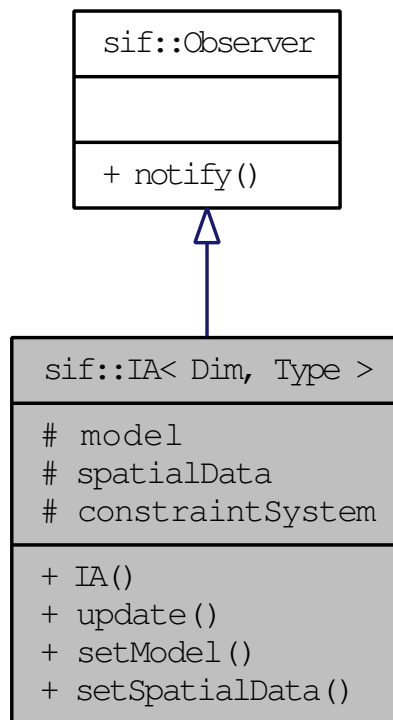 sif::Observer
+ notify()
sif::IA< Dim, Type >
# model
# spatialData
# constraintSystem
+ IA()
+ update()
+ setModel()
+ setSpatialData()